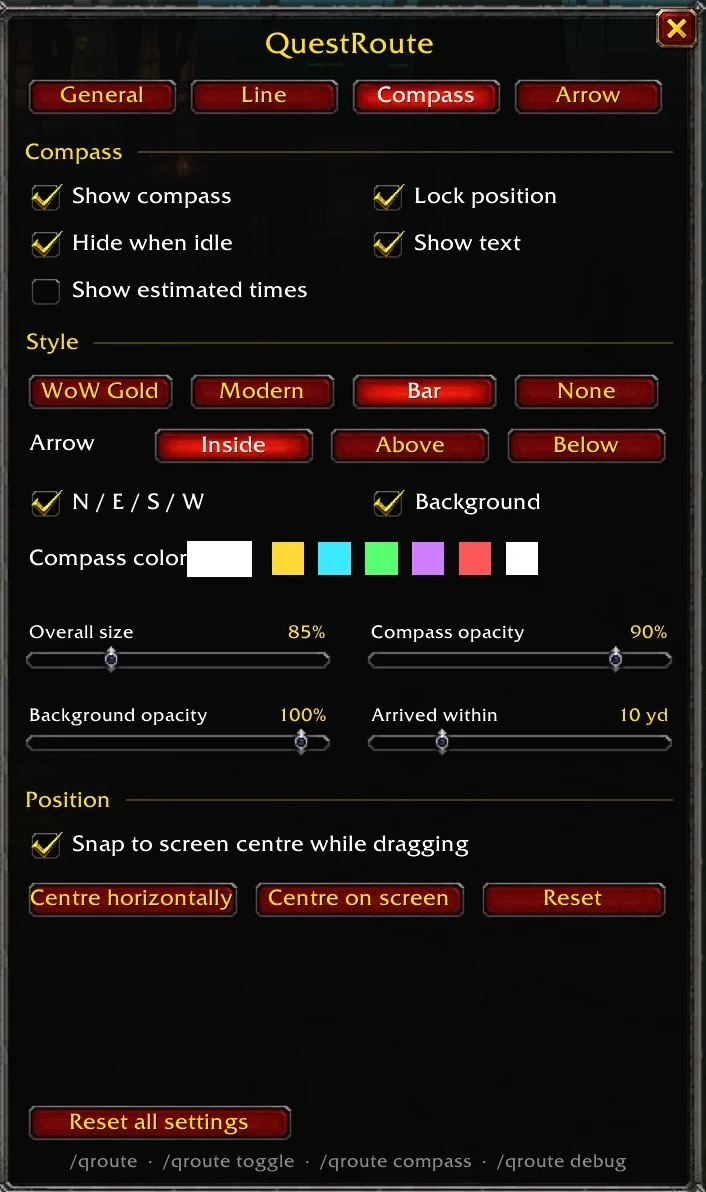 QuestRoute
General Line Compass Arrow
Compass
Show compass Lock position
Hide when idle Show text
Show estimated times
Style
WoW Gold Modern Bar None
Arrow Inside Above Below
N / E / S / W Background
Compass color
Overall size 85% Compass opacity 90%
Background opacity 100% Arrived within 10 yd
Position
Snap to screen centre while dragging
Centre horizontally Centre on screen Reset
Reset all settings
/qroute · /qroute toggle · /qroute compass · /qroute debug